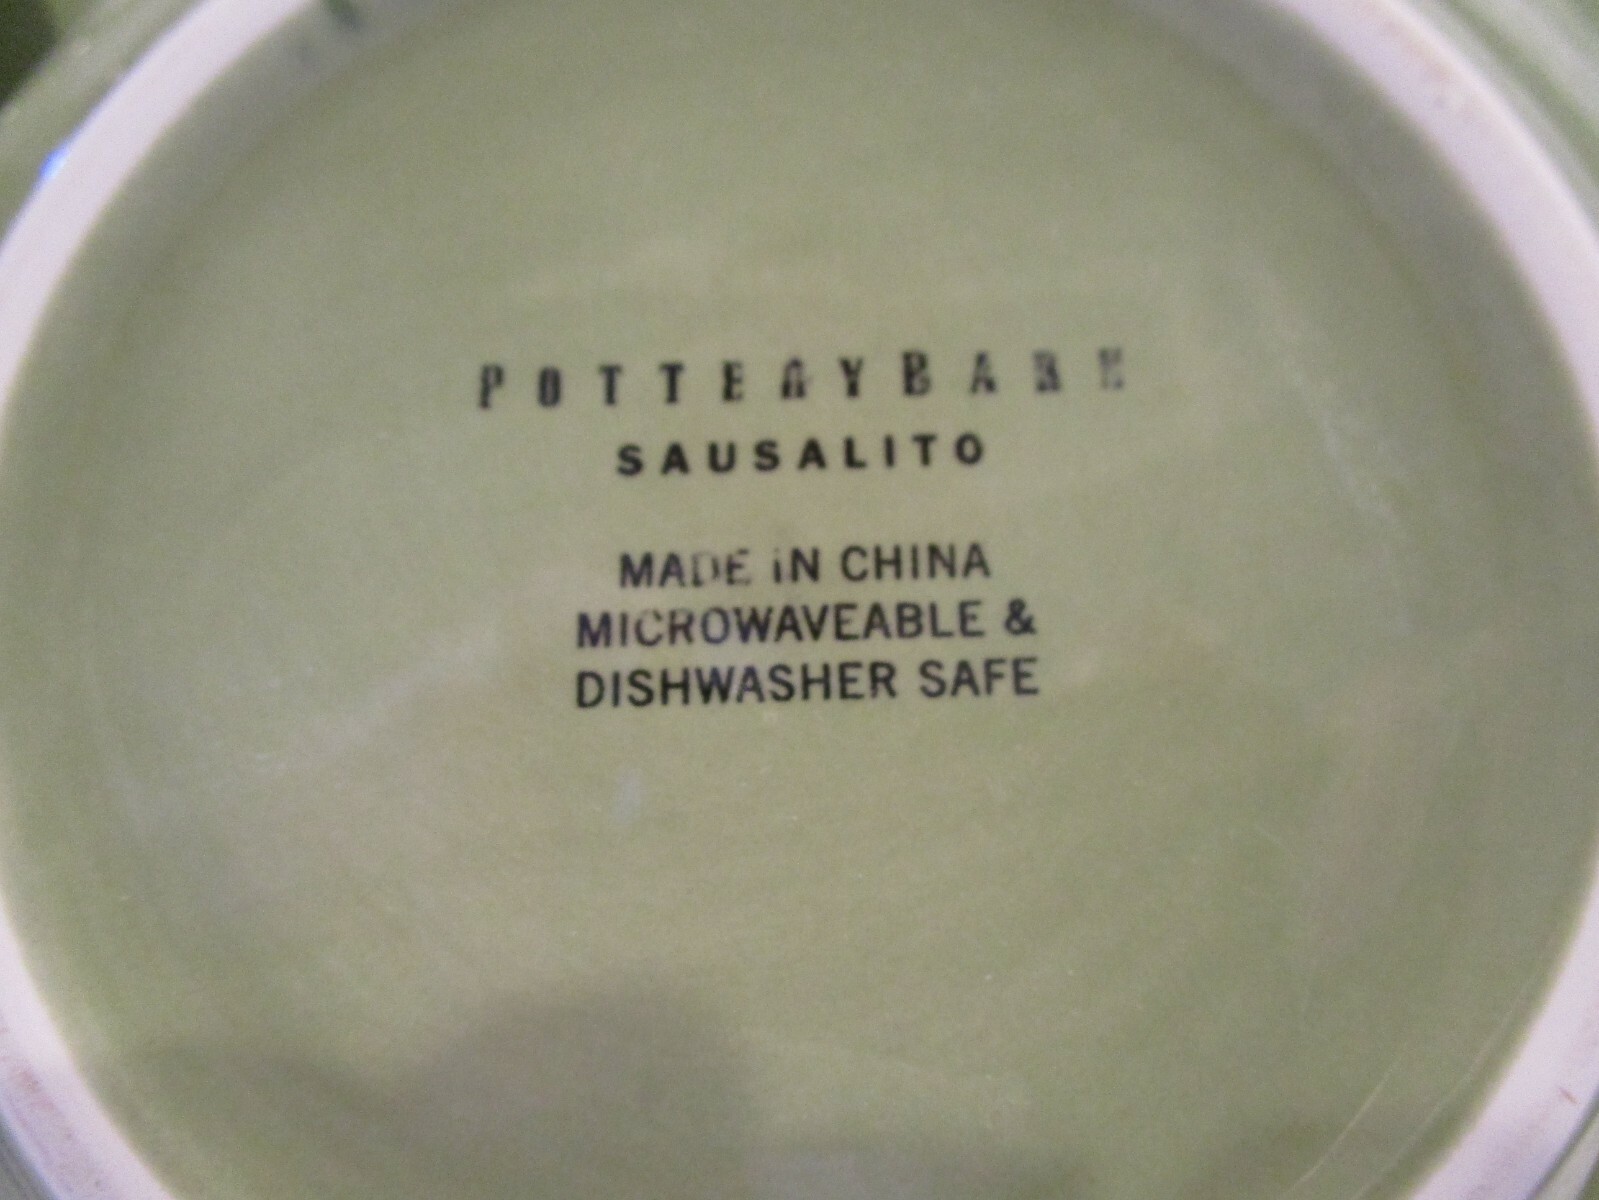 POTTERYBARN
SAUSALITO
MADE IN CHINA
MICROWAVEABLE &
DISHWASHER SAFE